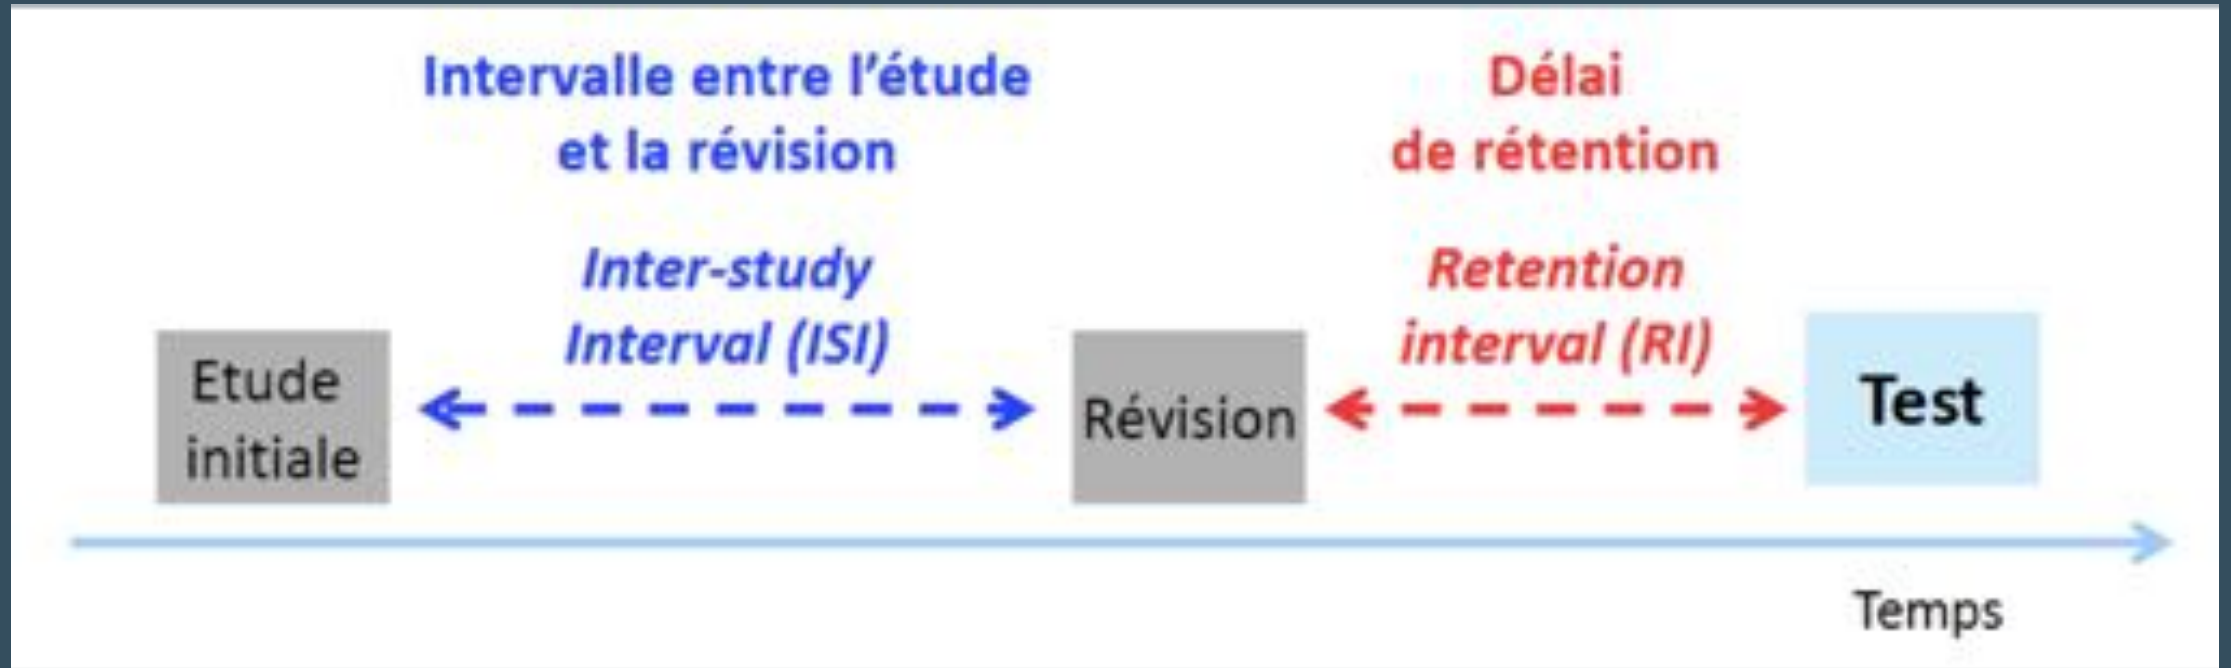 Intervalle entre l'étude
et la révision
Délai
de rétention
Inter-study
Interval (ISI)
Retention
interval (RI)
Etude
initiale
Révision
Test
Temps